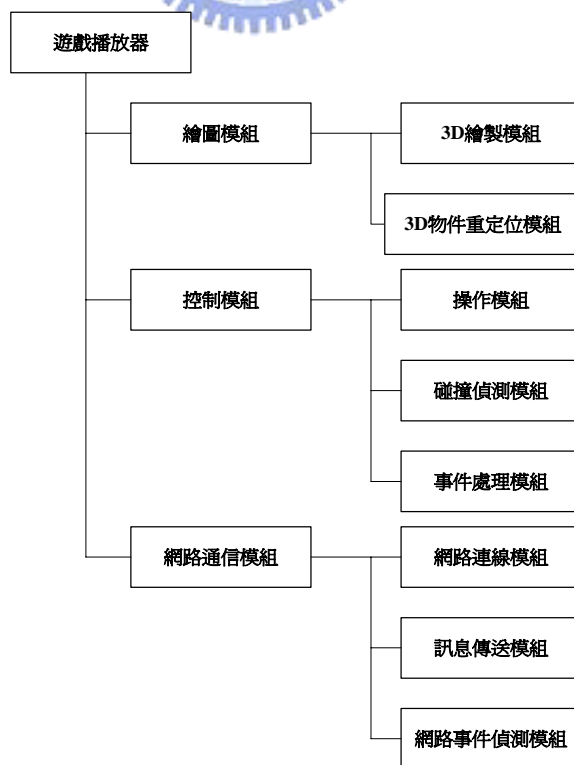 遊戲播放器
繪圖模組
3D繪製模組
3D物件重定位模組
控制模組
操作模組
碰撞偵測模組
事件處理模組
網路通信模組
網路連線模組
訊息傳送模組
網路事件偵測模組